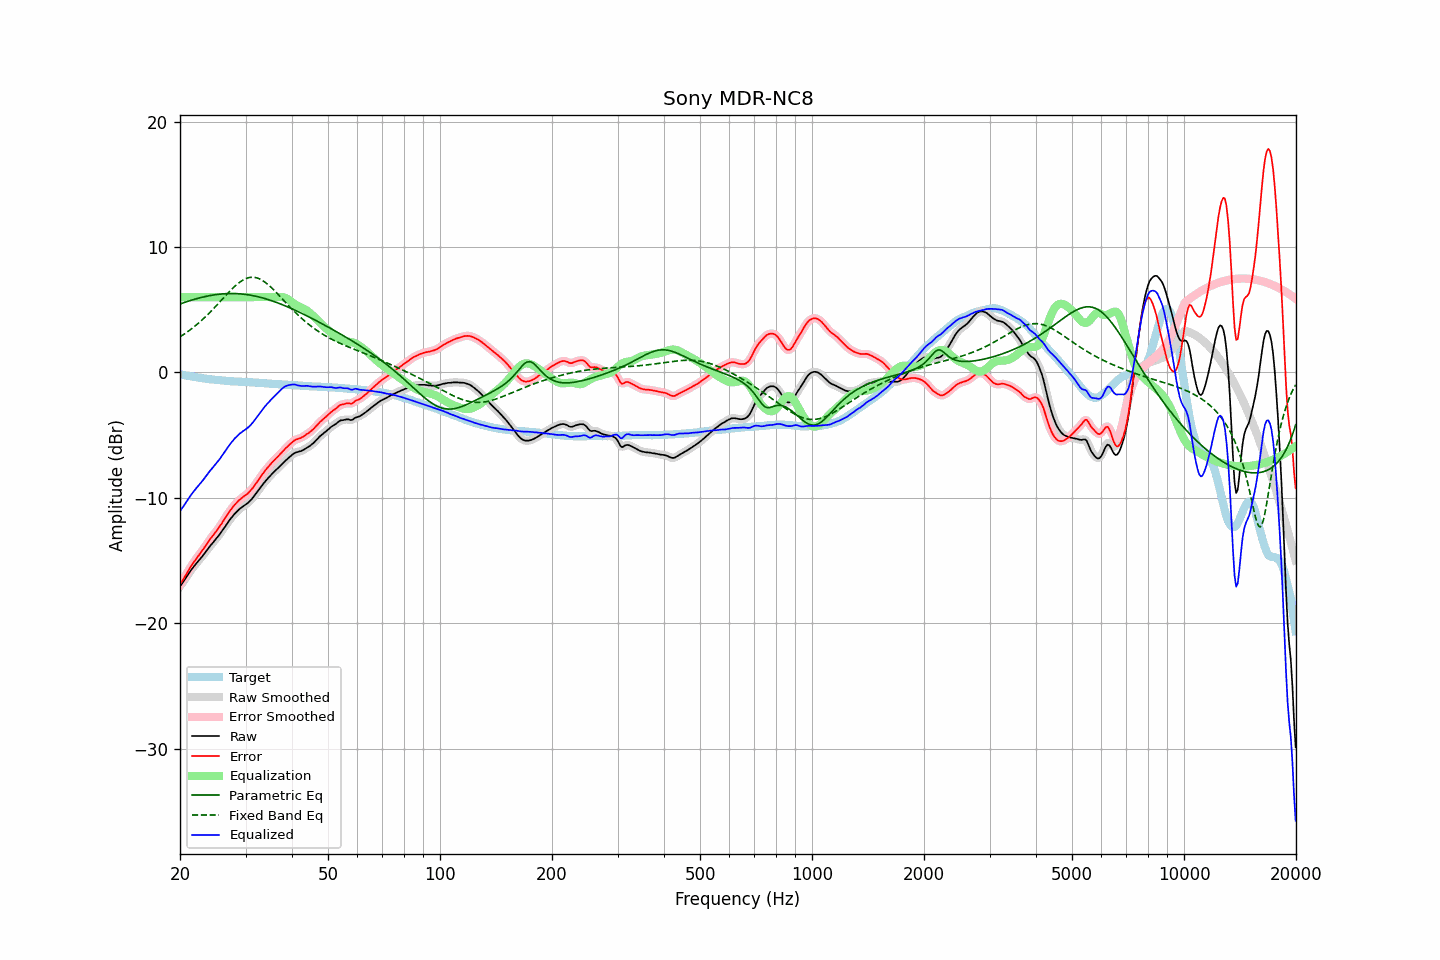 Sony MDR-NC8
20
10
0
−10
−20
−30
Amplitude (dBr)
20
50
100
200
500
1000
2000
5000
10000
20000
Frequency (Hz)
Target
Raw Smoothed
Error Smoothed
Raw
Error
Equalization
Parametric Eq
Fixed Band Eq
Equalized